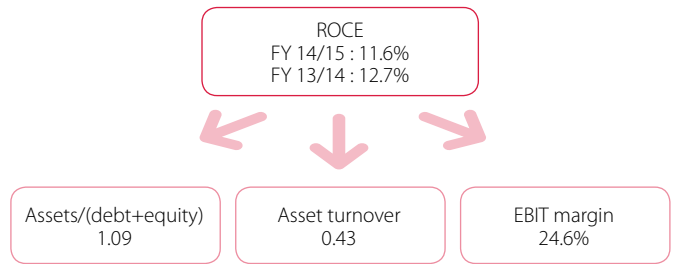 ROCE
FY 14/15 : 11.6%
FY 13/14 : 12.7%
Assets/(debt+equity)
1.09
Asset turnover
0.43
EBIT margin
24.6%